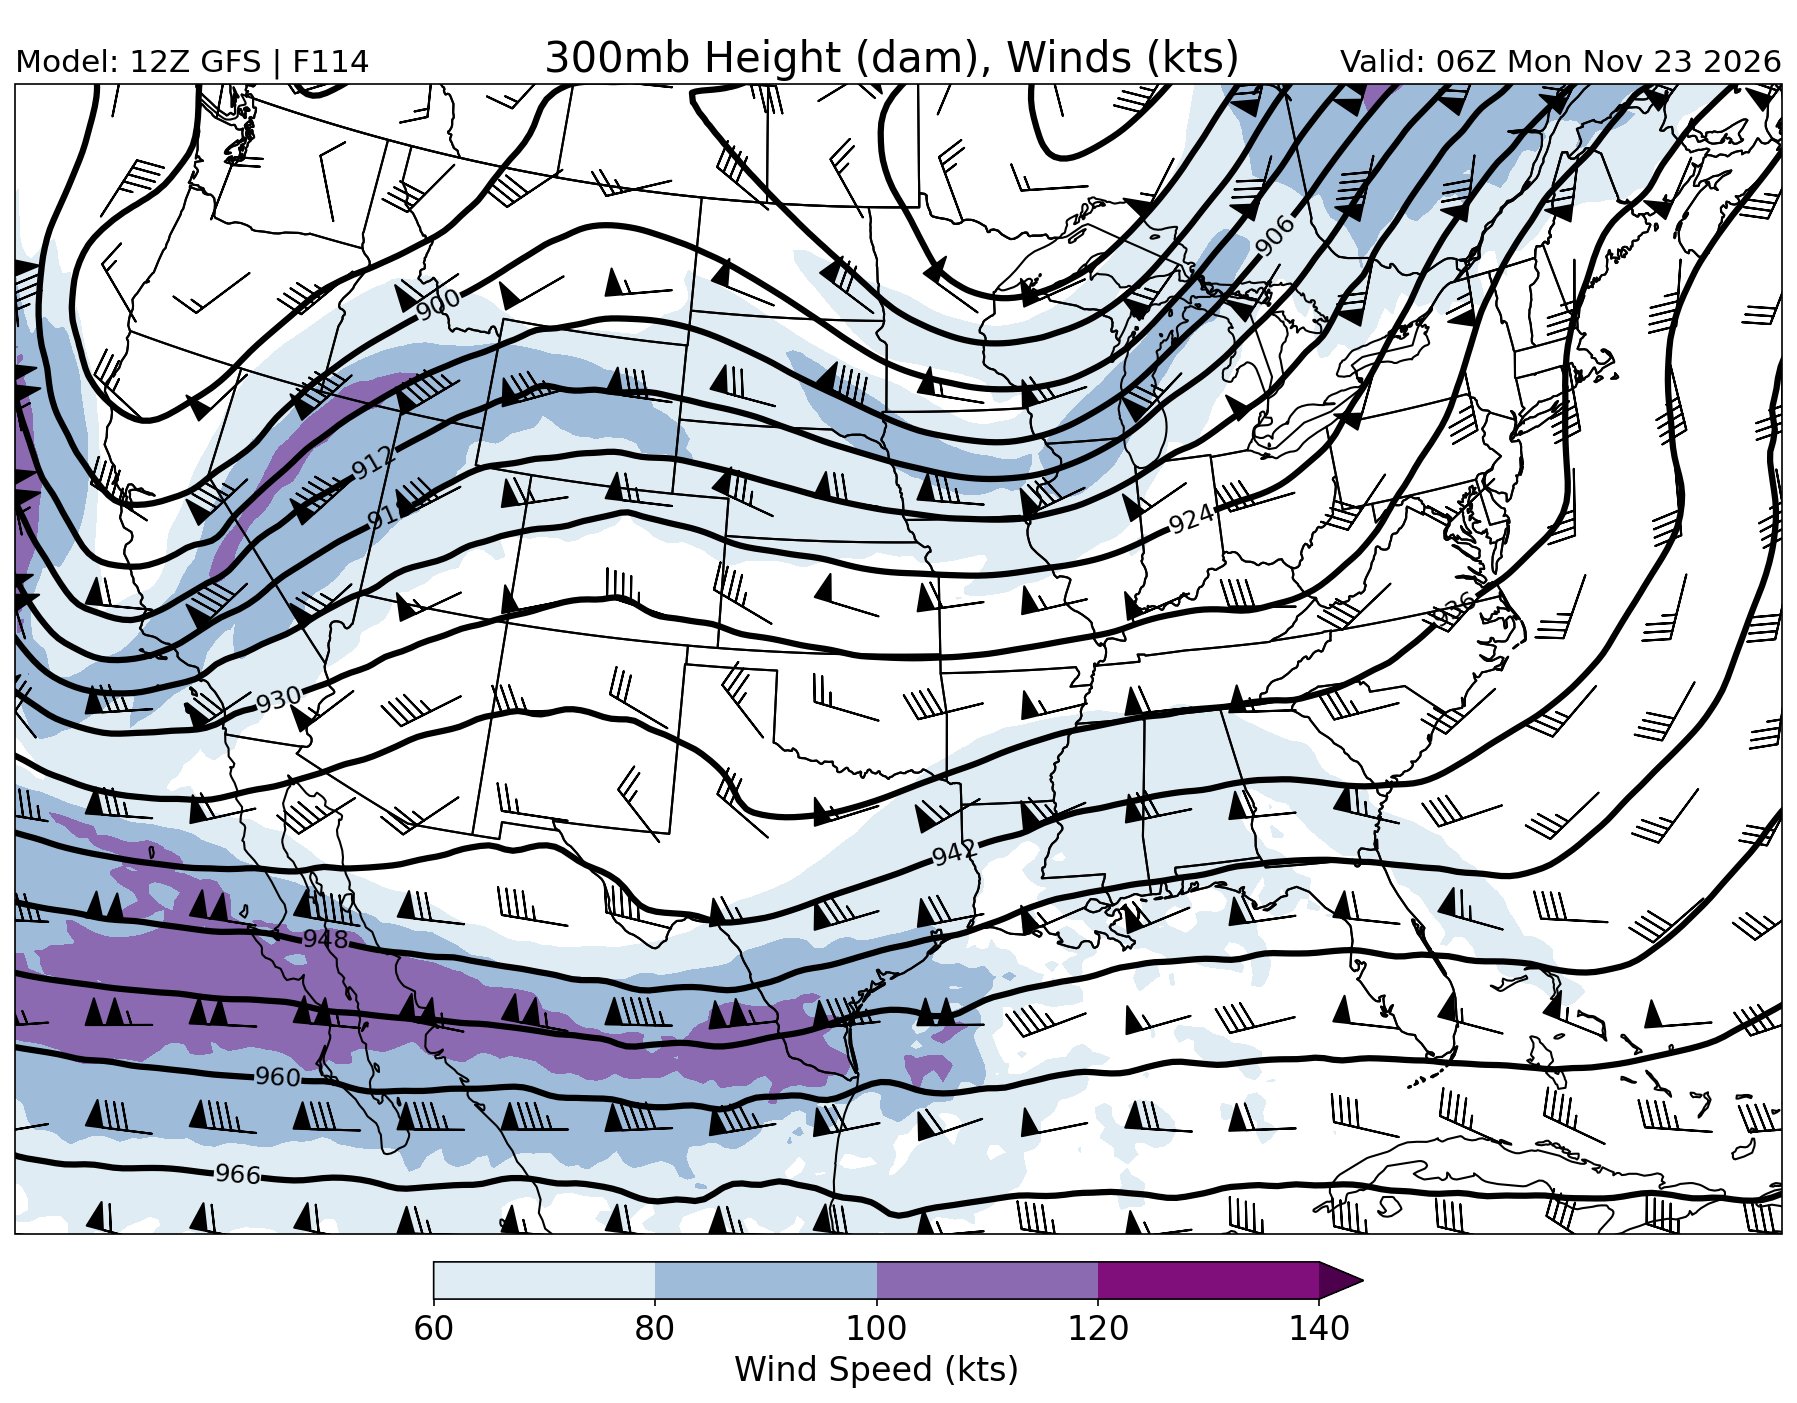 Model: 12Z GFS | F114
300mb Height (dam), Winds (kts)
Valid: 06Z Mon Nov 23 2026
906
900
912
924
936
930
942
948
960
966
60 80 100 120 140
Wind Speed (kts)